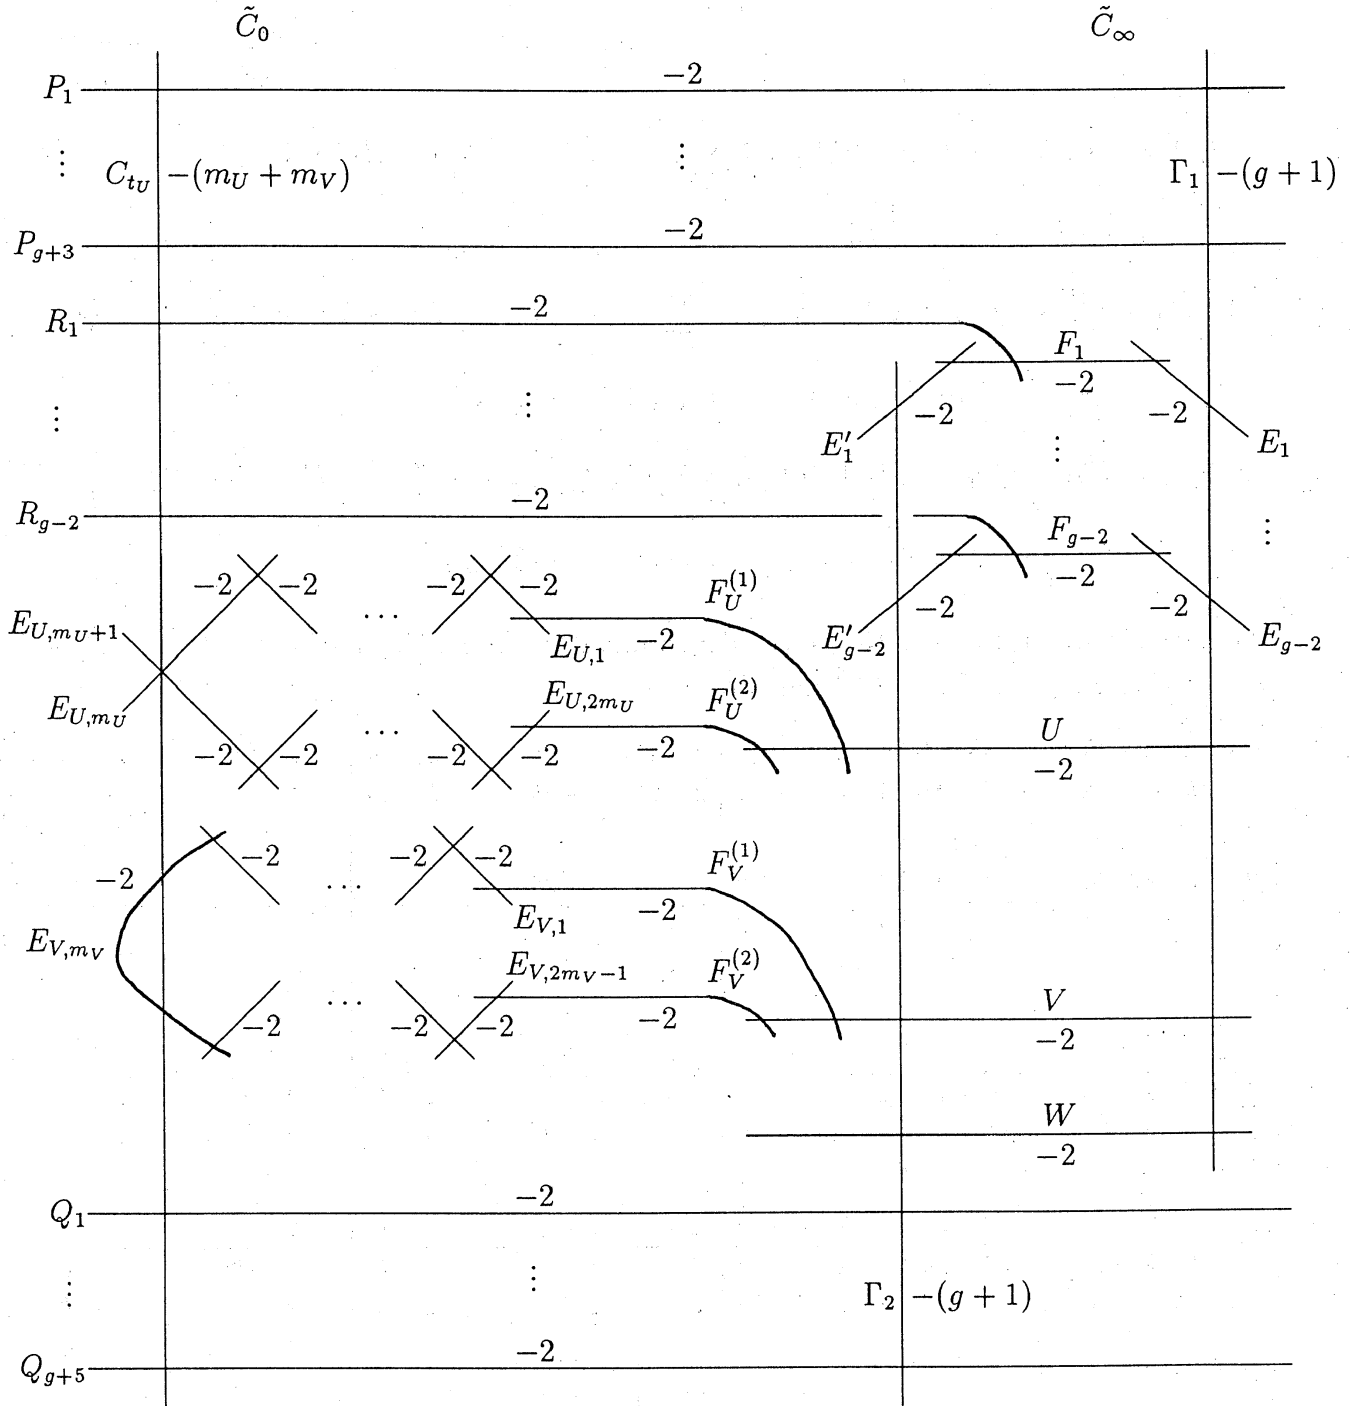 C̃₀ C̃∞
P₁ −2
⋮ C_{t_U} −(m_U + m_V) ⋮ Γ₁ −(g + 1)
P_{g+3} −2
R₁ −2
F₁
−2
−2 −2
E′₁ E₁
⋮ ⋮ ⋮
R_{g−2} −2
F_{g−2} ⋮
−2
−2 −2 −2 −2 F_U^{(1)} −2 −2
⋯ −2
E_{U,m_U+1} E_{U,1} E′_{g−2} E_{g−2}
E_{U,m_U} E_{U,2m_U} F_U^{(2)}
⋯ U
−2 −2 −2 −2 −2 −2
−2 −2 −2 −2 F_V^{(1)}
⋯ −2
E_{V,1}
E_{V,m_V} E_{V,2m_V−1} F_V^{(2)}
⋯ V
−2 −2 −2 −2 −2
W
−2
Q₁ −2
⋮ ⋮ Γ₂ −(g + 1)
Q_{g+5} −2